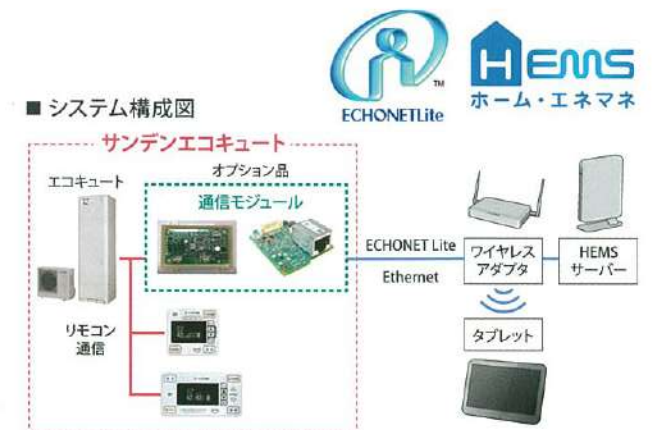 TM
ECHONETLite
HEMS
ホーム・エネマネ
■ システム構成図
サンデンエコキュート
オプション品
エコキュート
通信モジュール
ECHONET Lite
Ethernet
ワイヤレス
アダプタ
HEMS
サーバー
リモコン
通信
タブレット